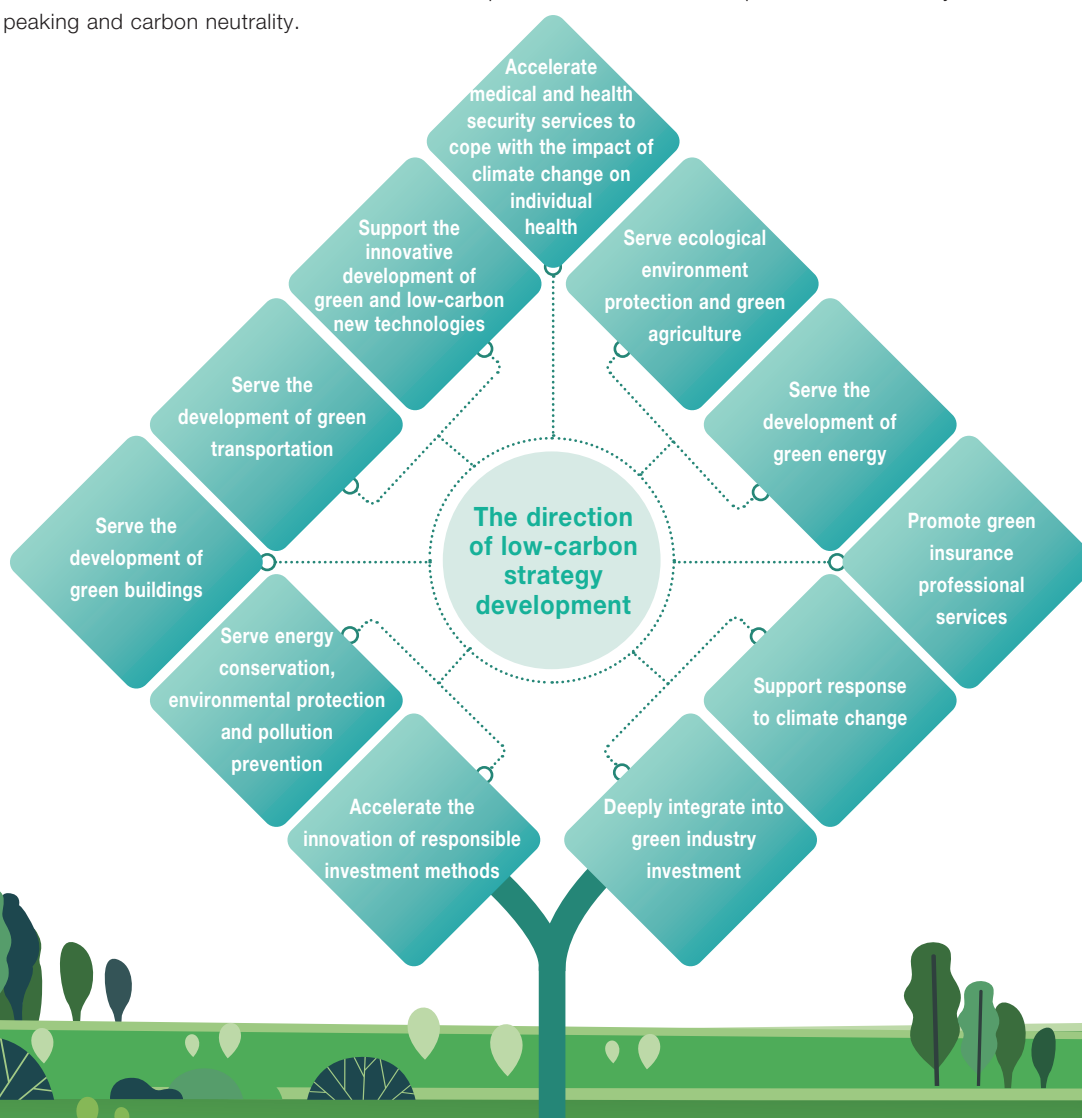 peaking and carbon neutrality.
Accelerate
medical and health
security services to
cope with the impact of
climate change on
individual
health
Support the
innovative
development of
green and low-carbon
new technologies
Serve ecological
environment
protection and green
agriculture
Serve the
development of green
transportation
Serve the
development of
green energy
Serve the
development of
green buildings
The direction
of low-carbon
strategy
development
Promote green
insurance
professional
services
Serve energy
conservation,
environmental protection
and pollution
prevention
Support response
to climate change
Accelerate the
innovation of responsible
investment methods
Deeply integrate into
green industry
investment